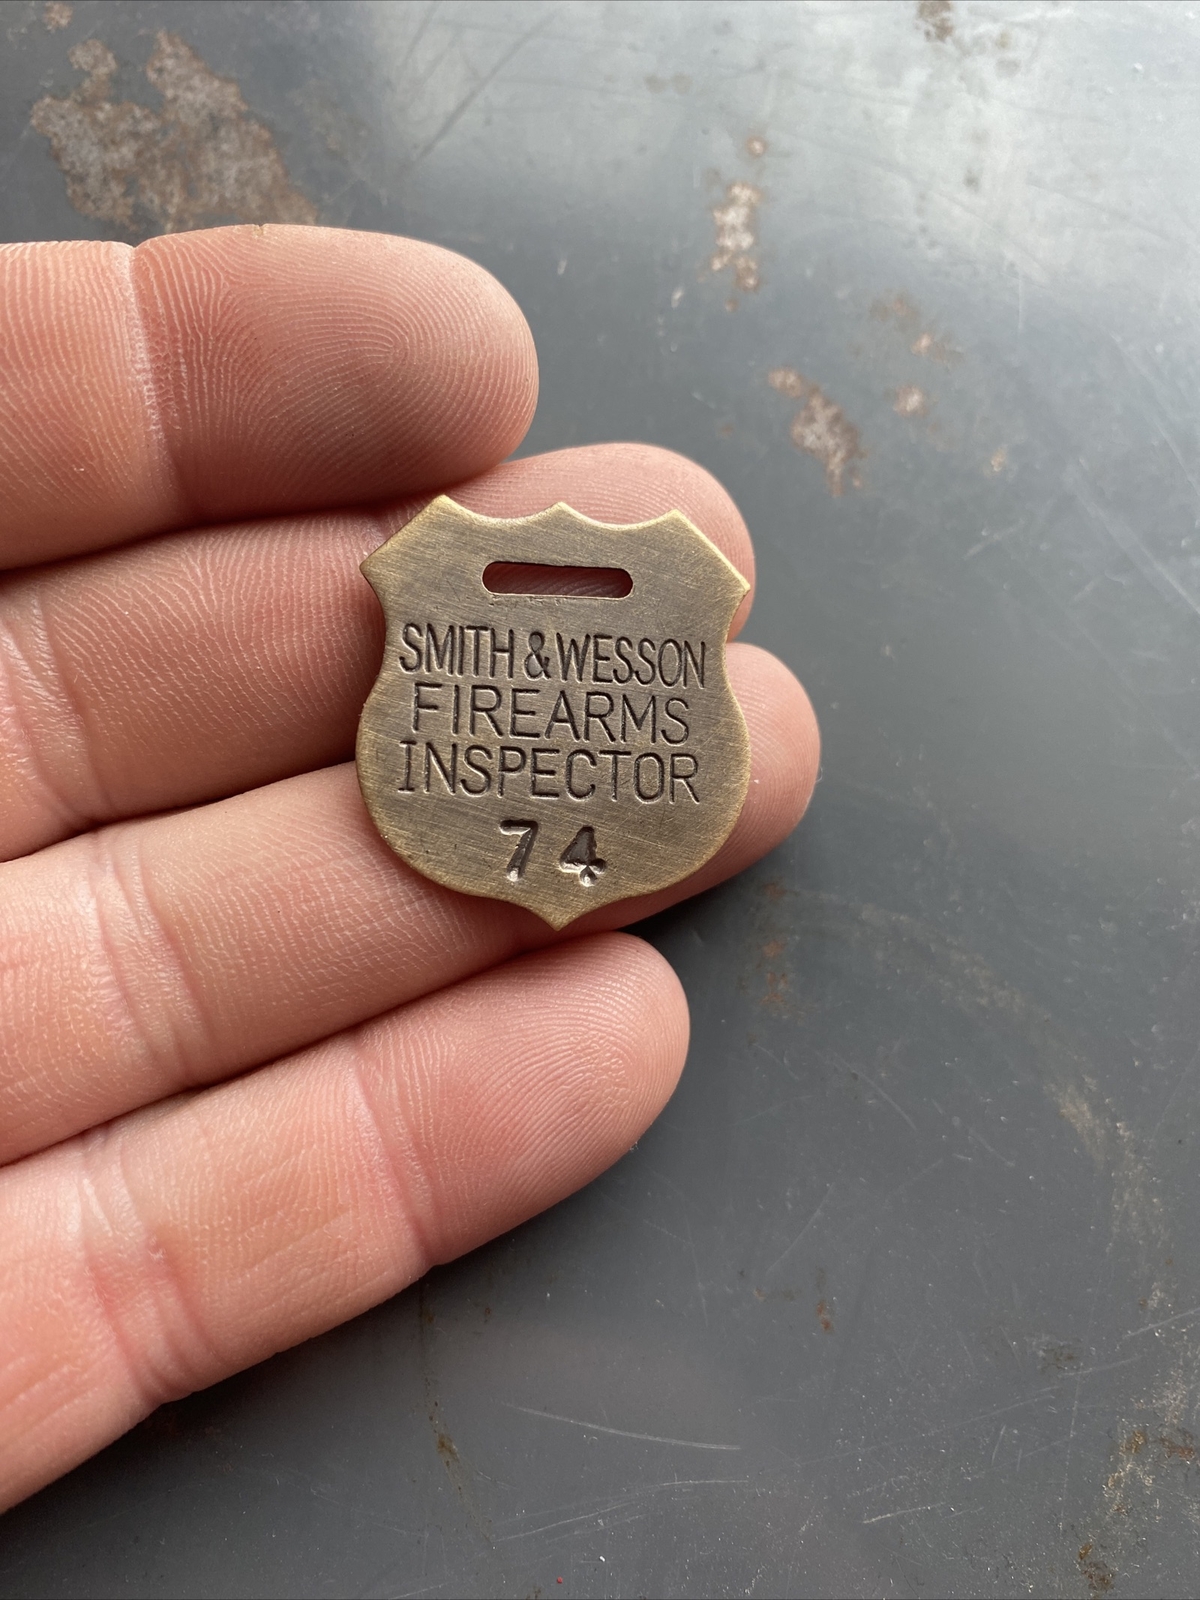 SMITH & WESSON
FIREARMS
INSPECTOR
74